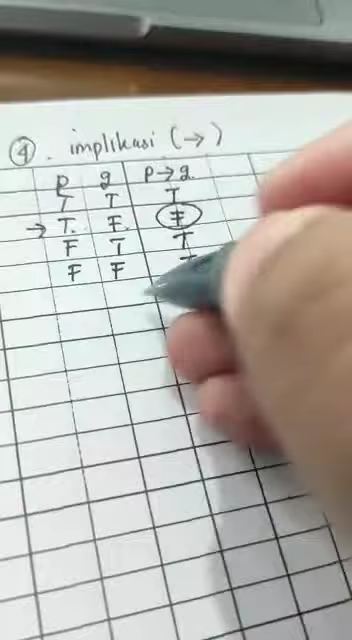 ④. implikasi (→)
p q p→q.
T T T
→ T. F. F
F T T
F F